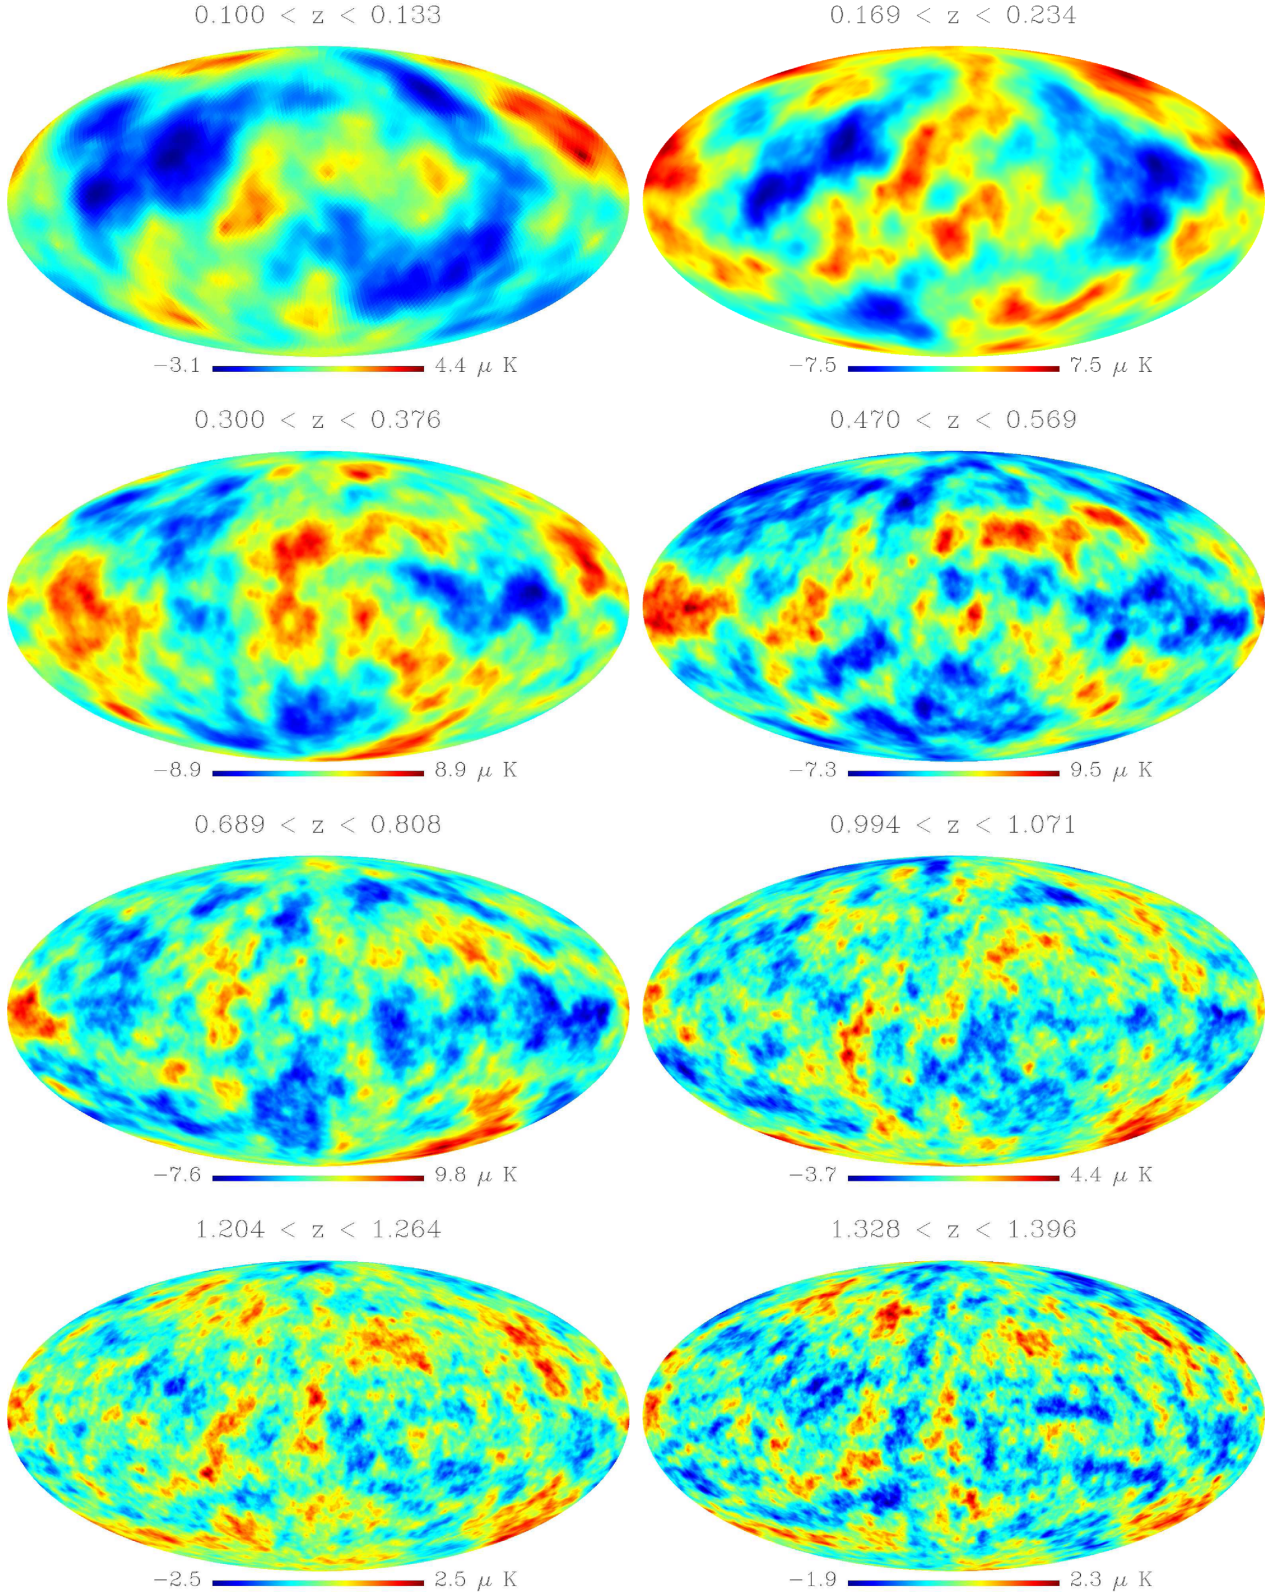 0.100 < z < 0.133
0.169 < z < 0.234
−3.1 4.4 μ K
−7.5 7.5 μ K
0.300 < z < 0.376
0.470 < z < 0.569
−8.9 8.9 μ K
−7.3 9.5 μ K
0.689 < z < 0.808
0.994 < z < 1.071
−7.6 9.8 μ K
−3.7 4.4 μ K
1.204 < z < 1.264
1.328 < z < 1.396
−2.5 2.5 μ K
−1.9 2.3 μ K